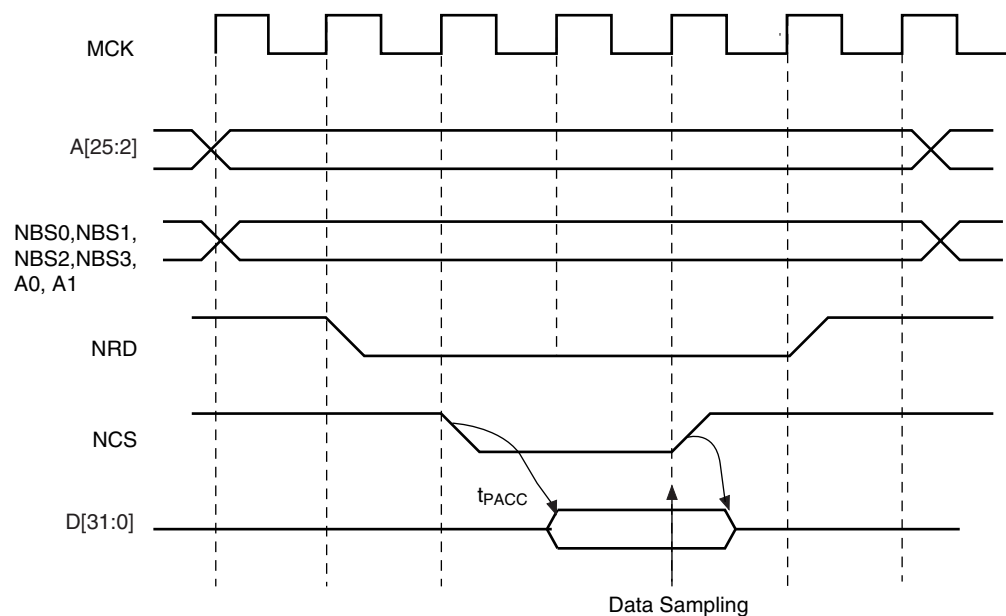 MCK
A[25:2]
NBS0,NBS1,
NBS2,NBS3,
A0, A1
NRD
NCS
tPACC
D[31:0]
Data Sampling